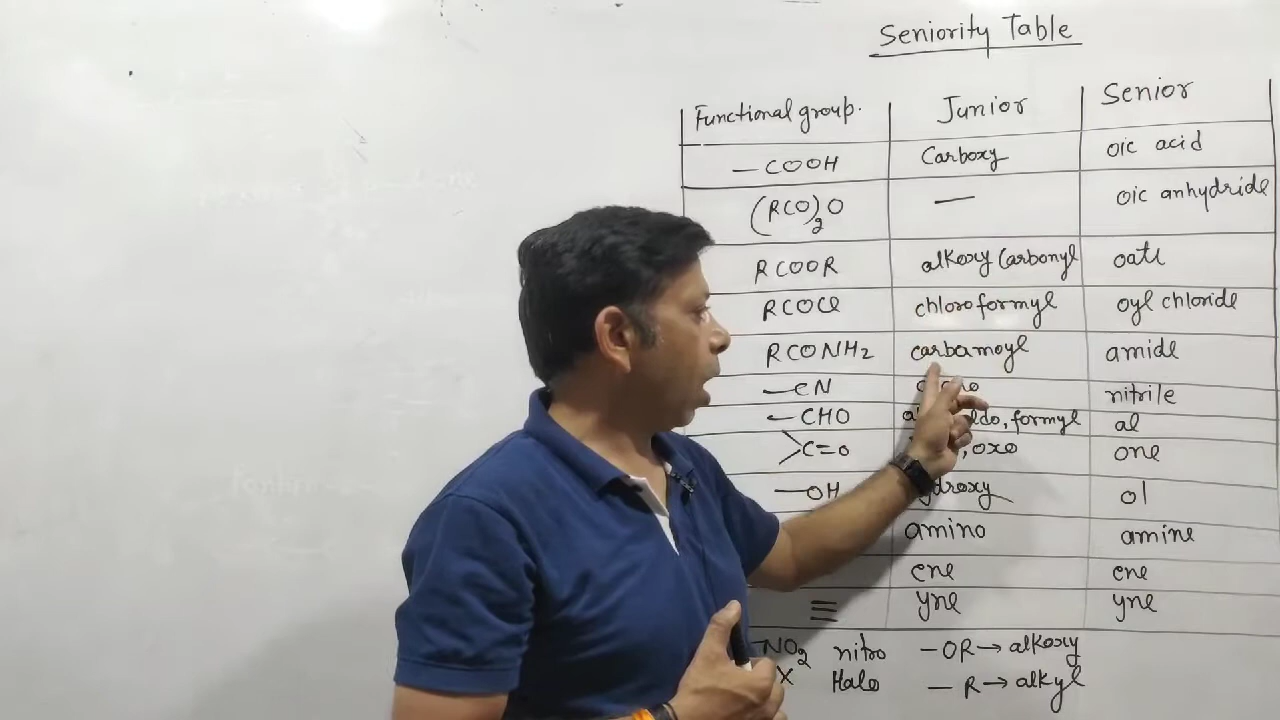 Seniority Table
Functional group. Junior Senior
—COOH Carboxy oic acid
(RCO)2O — oic anhydride
RCOOR alkoxy Carbonyl oate
RCOCl chloroformyl oyl chloride
RCONH2 carbamoyl amide
—CN nitrile
—CHO formyl al
>C=O oxo one
—OH ol
amino amine
ene ene
≡ yne yne
—NO2 nitro —OR→alkoxy
X Halo —R→alkyl